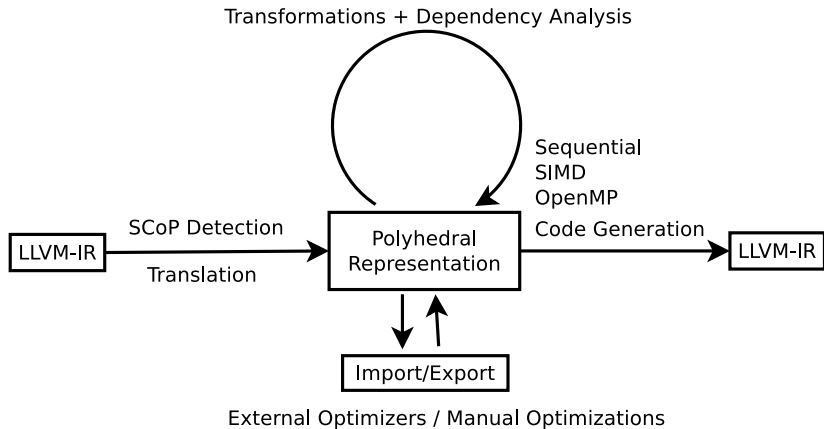 Transformations + Dependency Analysis
Sequential
SIMD
OpenMP
SCoP Detection
Code Generation
LLVM-IR
Polyhedral
Representation
LLVM-IR
Translation
Import/Export
External Optimizers / Manual Optimizations